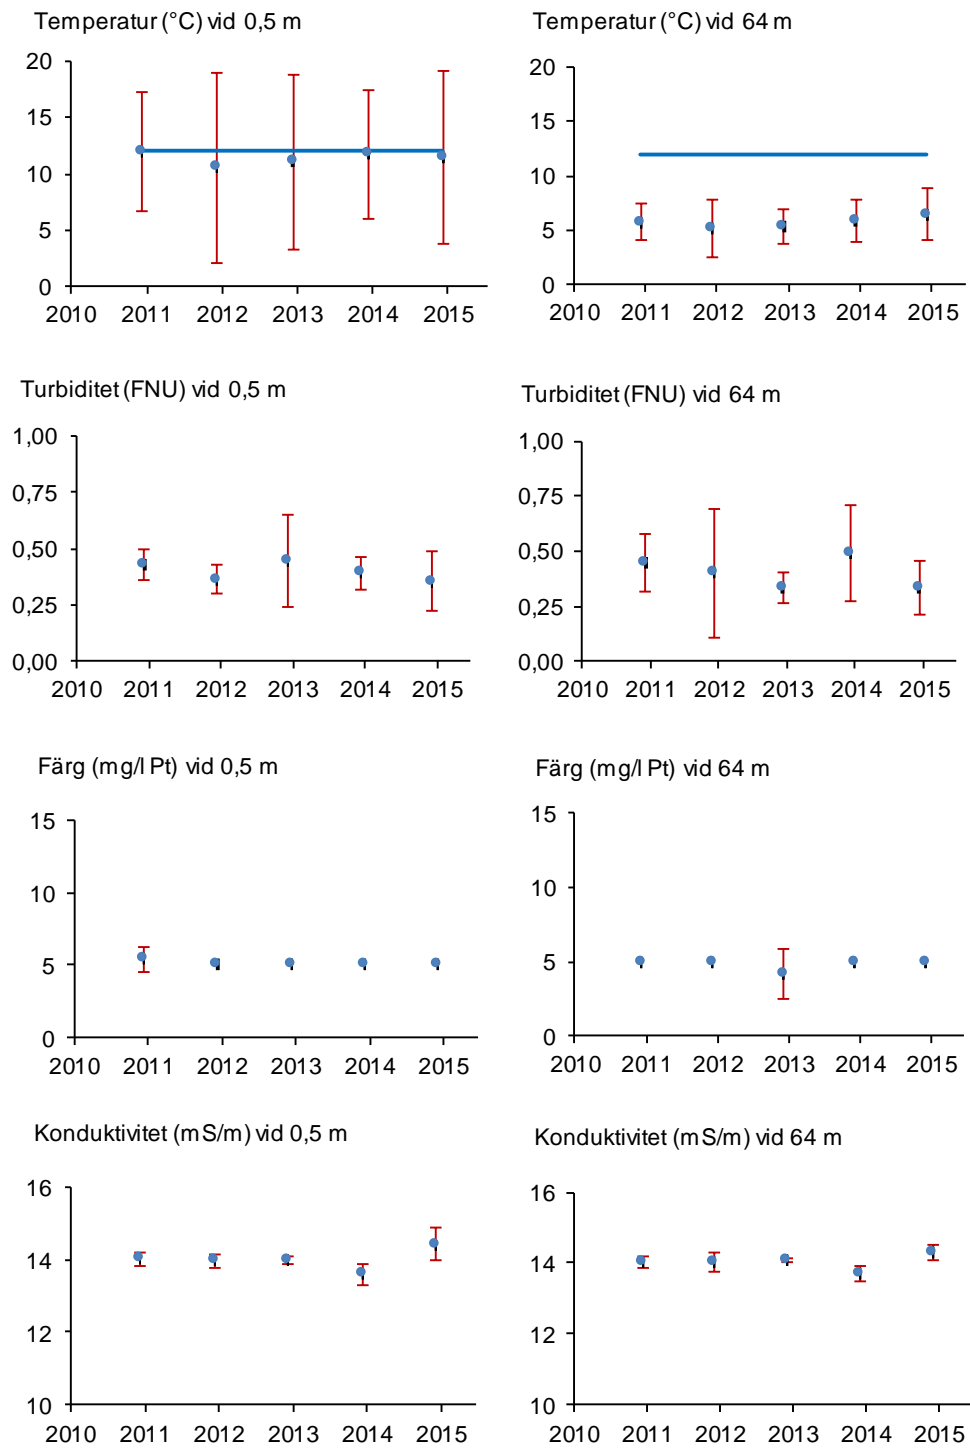 Temperatur (°C) vid 0,5 m
20
15
10
5
0
2010 2011 2012 2013 2014 2015
Temperatur (°C) vid 64 m
20
15
10
5
0
2010 2011 2012 2013 2014 2015
Turbiditet (FNU) vid 0,5 m
1,00
0,75
0,50
0,25
0,00
2010 2011 2012 2013 2014 2015
Turbiditet (FNU) vid 64 m
1,00
0,75
0,50
0,25
0,00
2010 2011 2012 2013 2014 2015
Färg (mg/l Pt) vid 0,5 m
15
10
5
0
2010 2011 2012 2013 2014 2015
Färg (mg/l Pt) vid 64 m
15
10
5
0
2010 2011 2012 2013 2014 2015
Konduktivitet (mS/m) vid 0,5 m
16
14
12
10
2010 2011 2012 2013 2014 2015
Konduktivitet (mS/m) vid 64 m
16
14
12
10
2010 2011 2012 2013 2014 2015